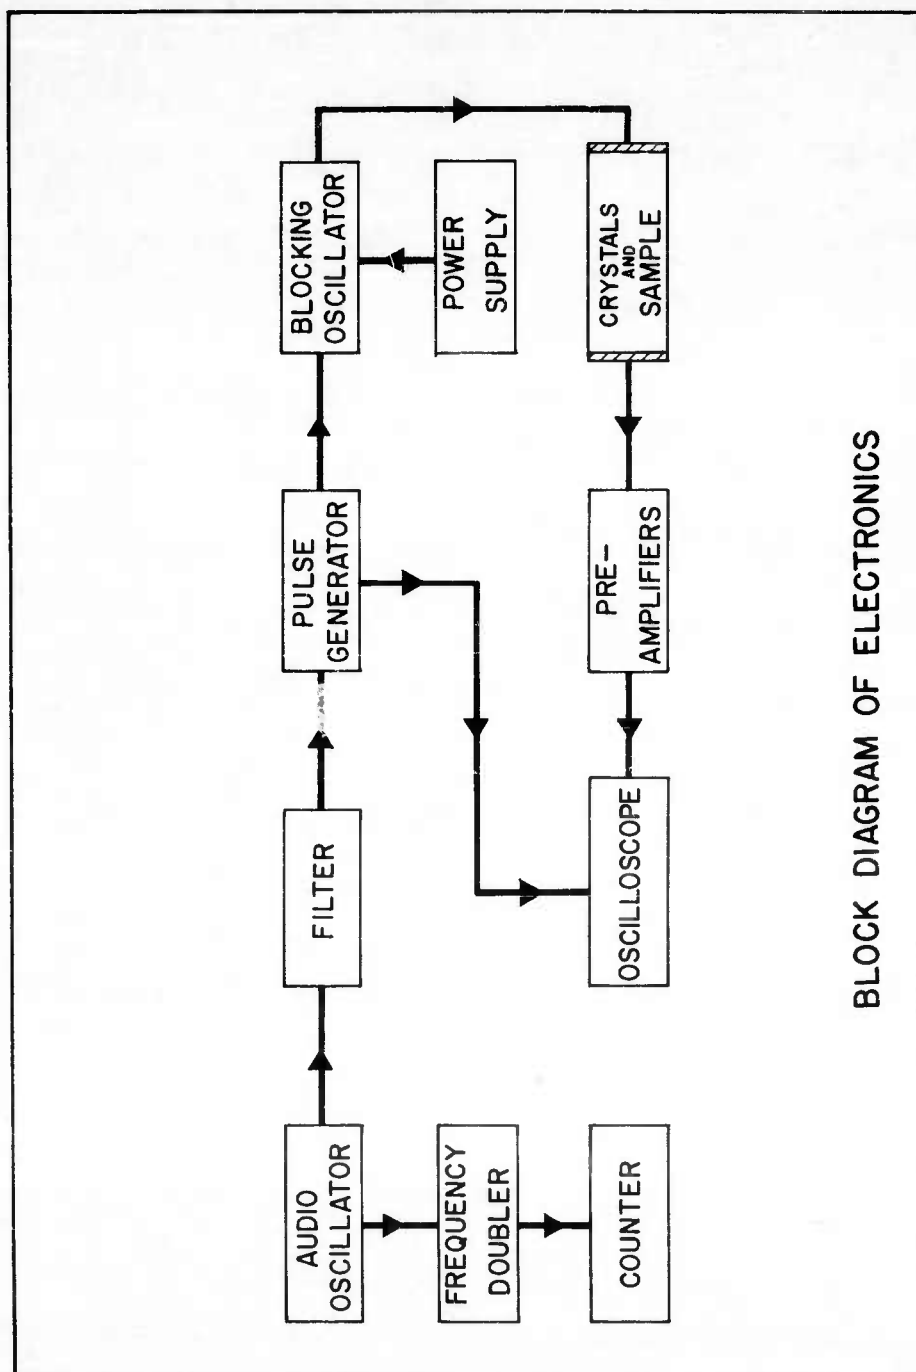 AUDIO
OSCILLATOR
FILTER
PULSE
GENERATOR
BLOCKING
OSCILLATOR
FREQUENCY
DOUBLER
POWER
SUPPLY
COUNTER
OSCILLOSCOPE
PRE-
AMPLIFIERS
CRYSTALS
AND
SAMPLE
BLOCK DIAGRAM OF ELECTRONICS